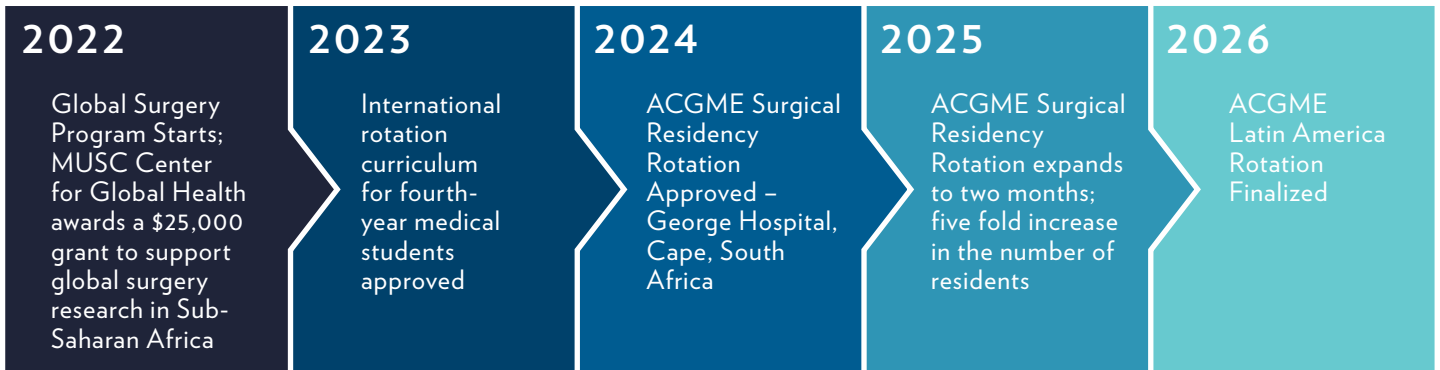 2022
Global Surgery
Program Starts;
MUSC Center
for Global Health
awards a $25,000
grant to support
global surgery
research in Sub-
Saharan Africa
2023
International
rotation
curriculum
for fourth-
year medical
students
approved
2024
ACGME Surgical
Residency
Rotation
Approved –
George Hospital,
Cape, South
Africa
2025
ACGME Surgical
Residency
Rotation expands
to two months;
five fold increase
in the number of
residents
2026
ACGME
Latin America
Rotation
Finalized